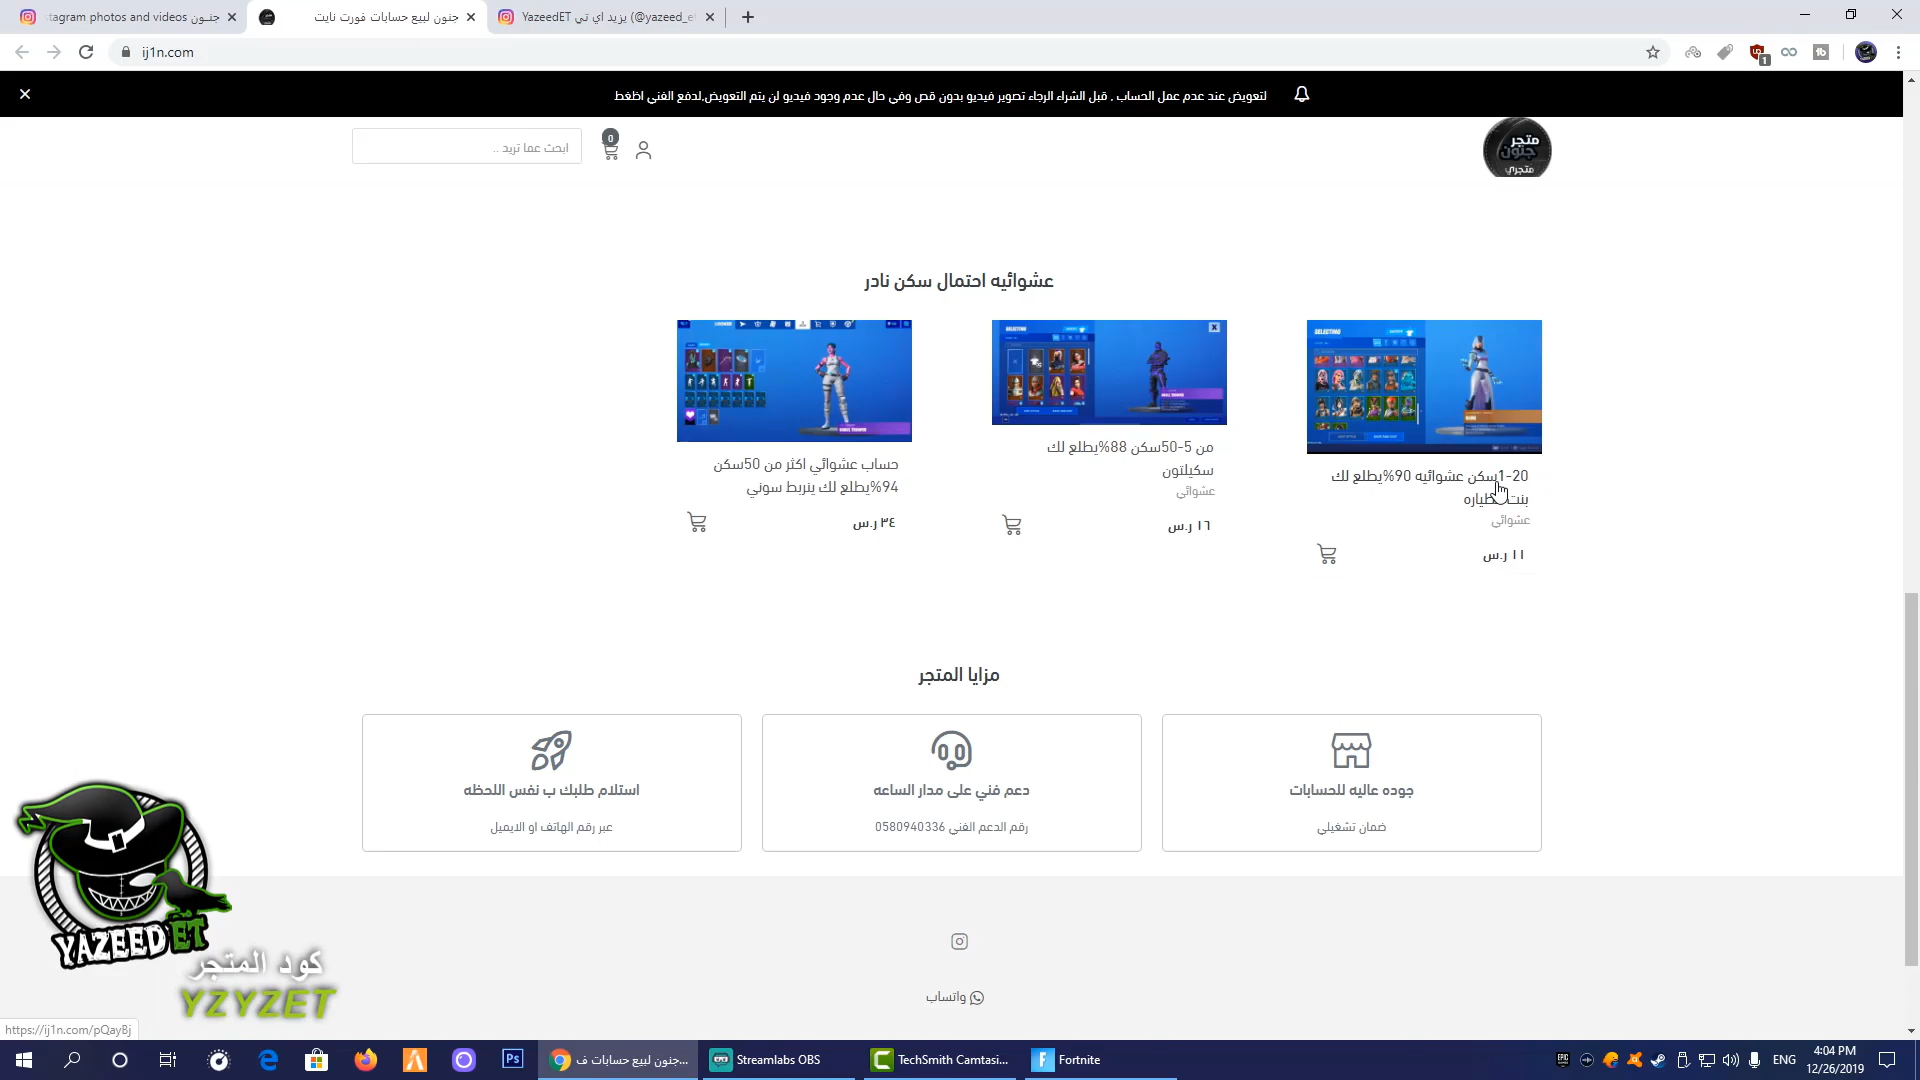 جنـون Instagram photos and videos
جنون لبيع حسابات فورت نايت
YazeedET يزيد اي تي (@yazeed_e
ij1n.com
لتعويض عند عدم عمل الحساب , قبل الشراء الرجاء تصوير فيديو بدون قص وفي حال عدم وجود فيديو لن يتم التعويض,لدفع الفني اظغط
متجر
جنون
متجري
0
ابحث عما تريد ..
عشوائيه احتمال سكن نادر
1-20سكن عشوائيه 90%يطلع لك
بنت
عشوائي
١١ ر.س
من 5-50سكن 88%يطلع لك
سكيلتون
عشوائي
١٦ ر.س
حساب عشوائي اكثر من 50سكن
94%يطلع لك ينربط سوني
٣٤ ر.س
مزايا المتجر
جوده عاليه للحسابات
ضمان تشغيلي
دعم فني على مدار الساعه
رقم الدعم الفني 0580940336
استلام طلبك ب نفس اللحظه
عبر رقم الهاتف او الايميل
واتساب
YAZEED ET
كود المتجر
YZYZET
https://ij1n.com/pQayBj
جنون لبيع حسابات ف...
Streamlabs OBS
TechSmith Camtasi...
Fortnite
ENG
4:04 PM
12/26/2019